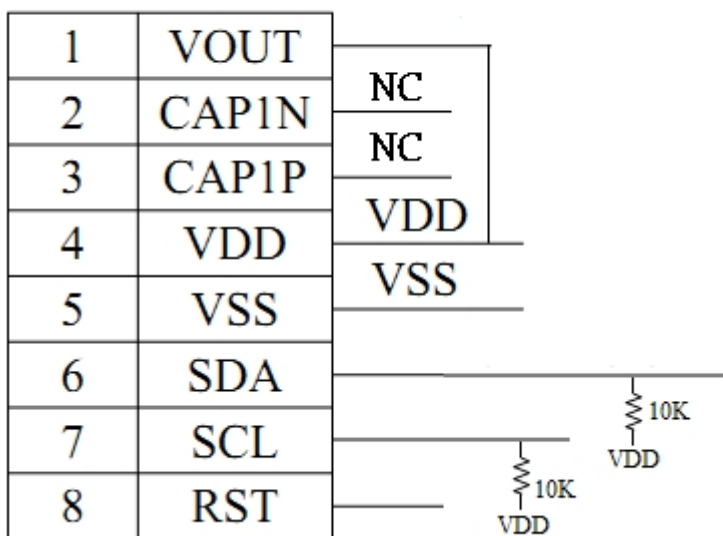 1 VOUT
2 CAP1N NC
3 CAP1P NC
4 VDD VDD
5 VSS VSS
6 SDA
10K
VDD
7 SCL
10K
VDD
8 RST